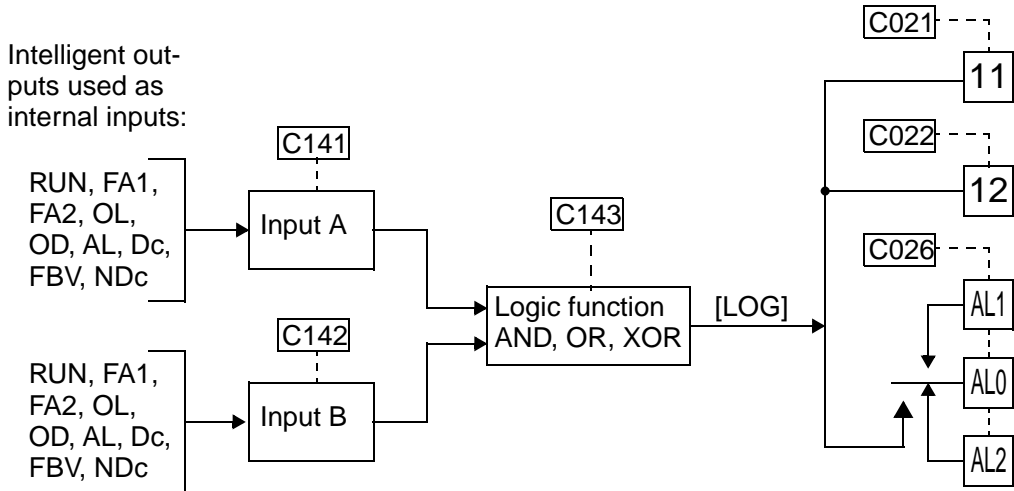 Intelligent out-
puts used as
internal inputs:
RUN, FA1,
FA2, OL,
OD, AL, Dc,
FBV, NDc
C141
Input A
RUN, FA1,
FA2, OL,
OD, AL, Dc,
FBV, NDc
C142
Input B
C143
Logic function
AND, OR, XOR
[LOG]
C021
11
C022
12
C026
AL1
AL0
AL2